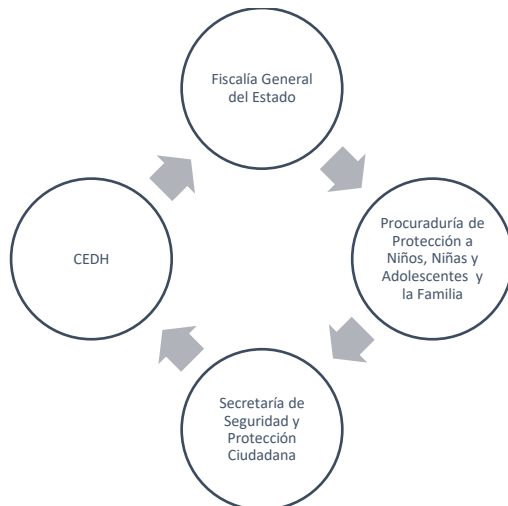 Fiscalía General
del Estado
Procuraduría de
Protección a
Niños, Niñas y
Adolescentes y
la Familia
Secretaría de
Seguridad y
Protección
Ciudadana
CEDH